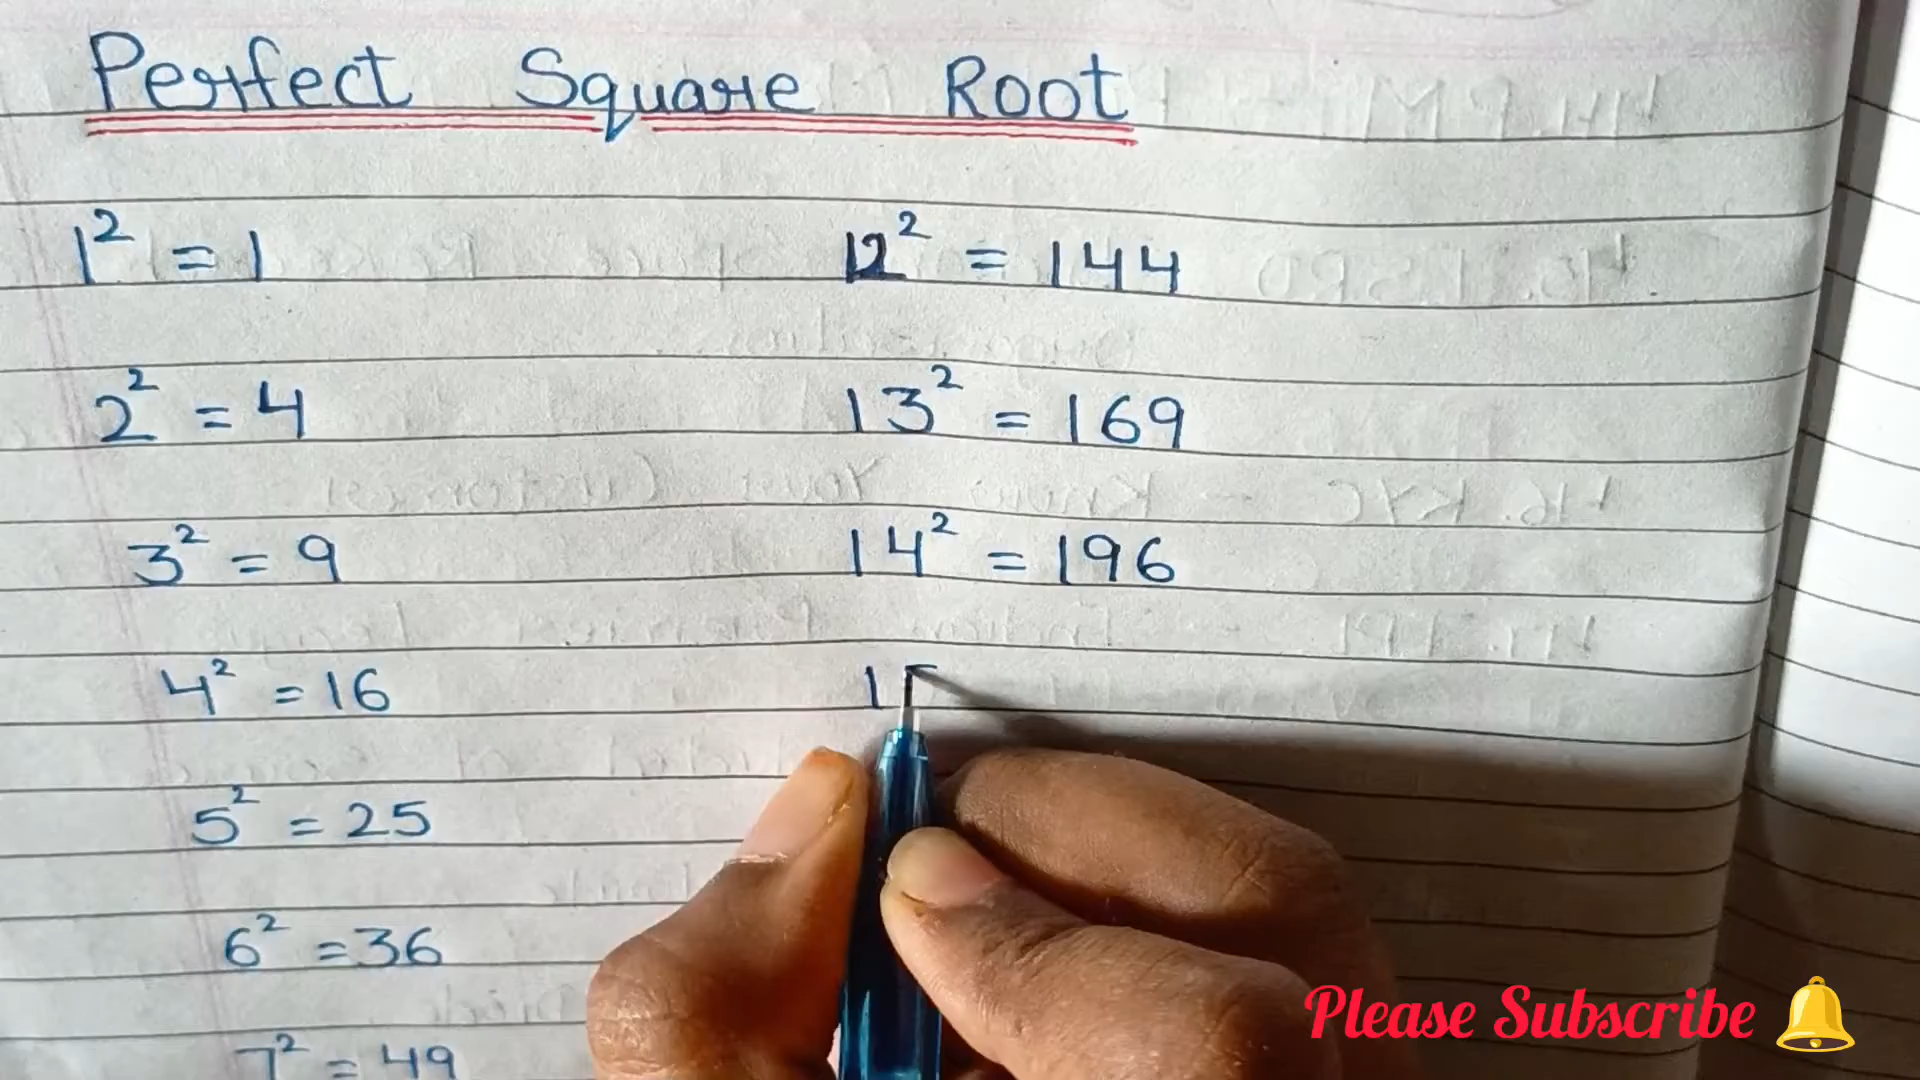 Perfect Square Root
1² = 1
2² = 4
3² = 9
4² = 16
5² = 25
6² = 36
7² = 49
12² = 144
13² = 169
14² = 196
1
Please Subscribe